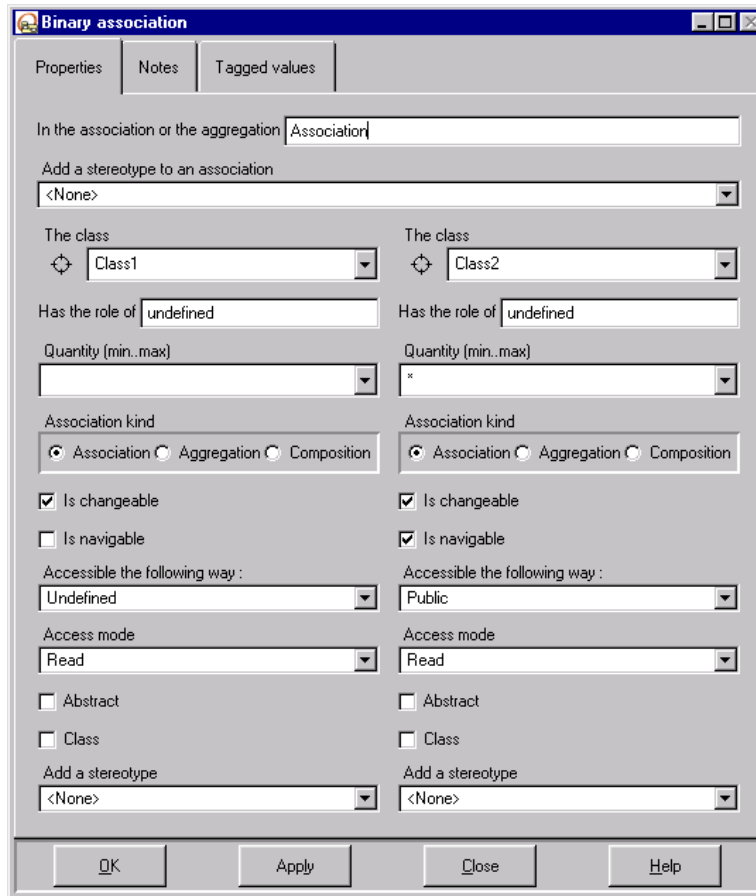 Binary association
Properties Notes Tagged values
In the association or the aggregation Association
Add a stereotype to an association
<None>
The class The class
Class1 Class2
Has the role of undefined Has the role of undefined
Quantity (min..max) Quantity (min..max)
*
Association kind Association kind
Association Aggregation Composition Association Aggregation Composition
Is changeable Is changeable
Is navigable Is navigable
Accessible the following way : Accessible the following way :
Undefined Public
Access mode Access mode
Read Read
Abstract Abstract
Class Class
Add a stereotype Add a stereotype
<None> <None>
OK Apply Close Help